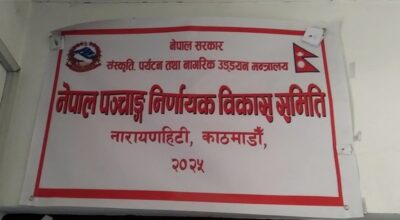 नेपाल सरकार
संस्कृति, पर्यटन तथा नागरिक उड्डयन मन्त्रालय
नेपाल पञ्चाङ्ग निर्णायक विकास समिति
नारायणहिटी, काठमाडौँ,
२०२५